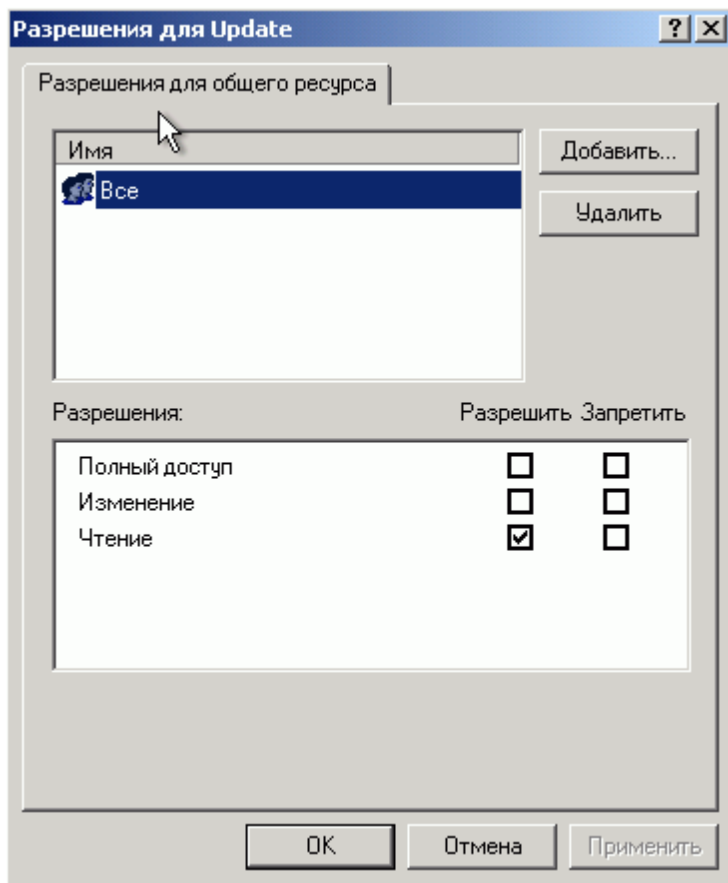 Разрешения для Update
Разрешения для общего ресурса
Имя
Добавить...
Все
Удалить
Разрешения: Разрешить Запретить
Полный доступ
Изменение
Чтение
OK Отмена Применить